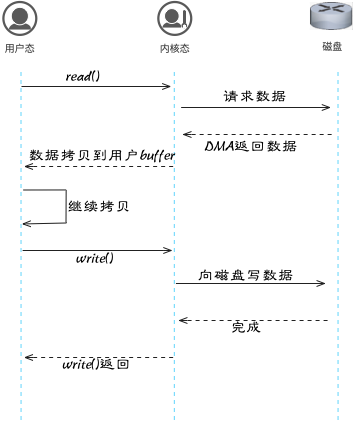 用户态
内核态
磁盘
read()
请求数据
DMA返回数据
数据拷贝到用户buffer
继续拷贝
write()
向磁盘写数据
完成
write()返回